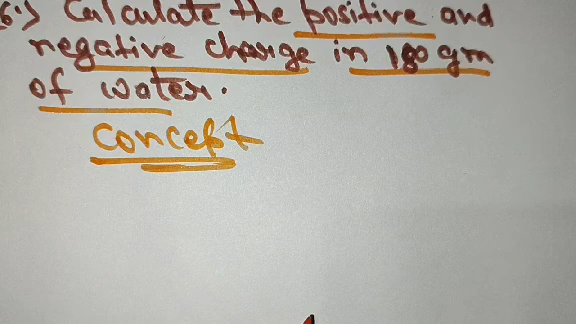 6.) Calculate the positive and
negative charge in 180 gm
of water.
Concept